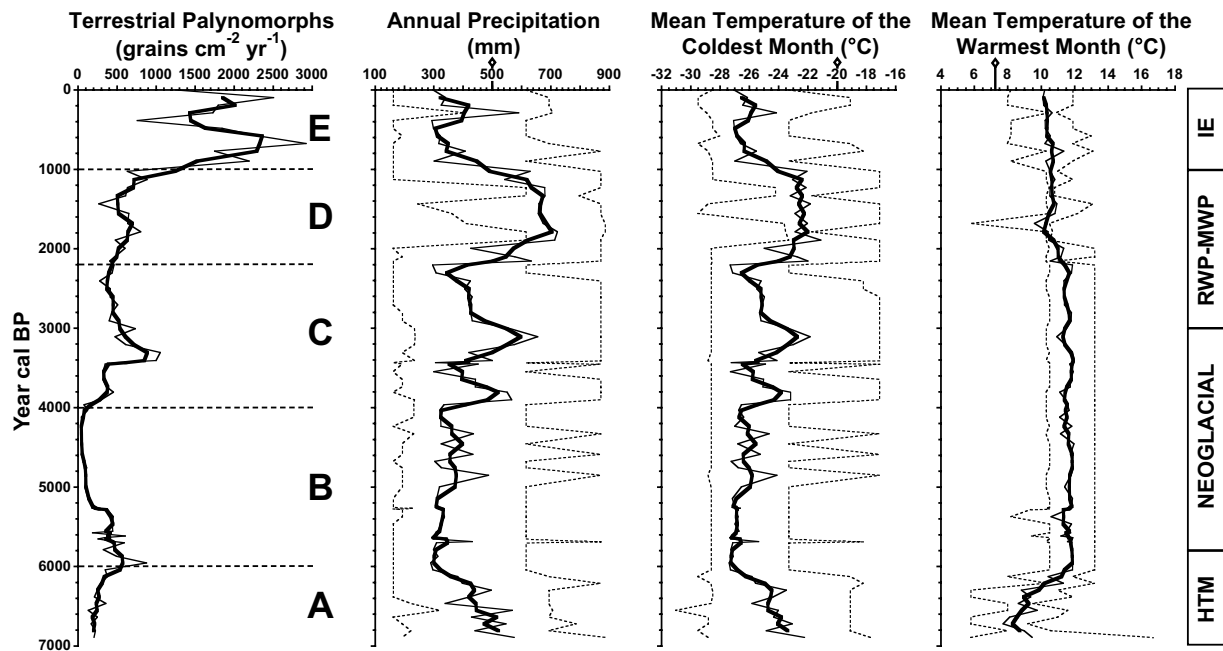 Terrestrial Palynomorphs
(grains cm-2 yr-1)
0 500 1000 1500 2000 2500 3000
Annual Precipitation
(mm)
100 300 500 700 900
Mean Temperature of the
Coldest Month (°C)
-32 -30 -28 -26 -24 -22 -20 -18 -16
Mean Temperature of the
Warmest Month (°C)
4 6 8 10 12 14 16 18
Year cal BP
0
1000
2000
3000
4000
5000
6000
7000
E
D
C
B
A
IE
RWP-MWP
NEOGLACIAL
HTM